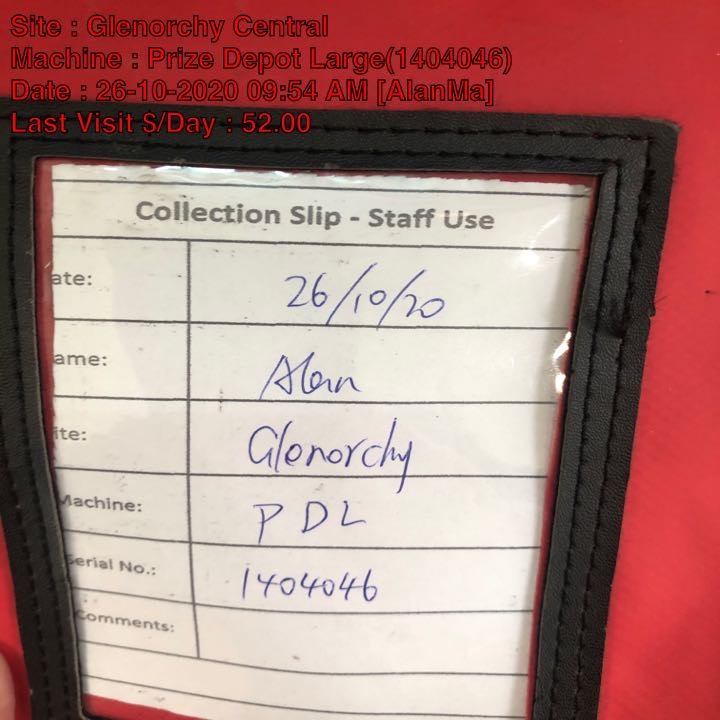 Site : Glenorchy Central
Machine : Prize Depot Large(1404046)
Date : 26-10-2020 09:54 AM [AlanMa]
Last Visit $/Day : 52.00
Collection Slip - Staff Use
ate: 26/10/20
ame: Alan
ite: Glenorchy
Machine: PDL
Serial No.: 1404046
Comments: